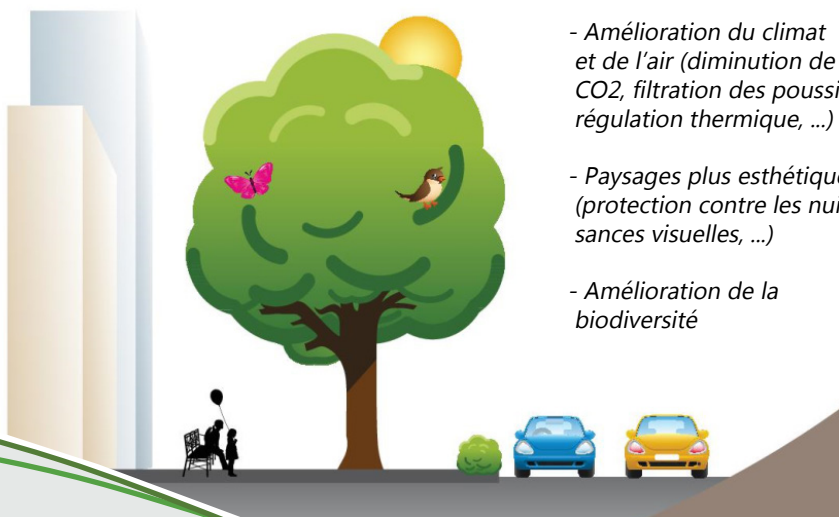 - Amélioration du climat
et de l'air (diminution de
CO2, filtration des poussi
régulation thermique, ...)
- Paysages plus esthétique
(protection contre les nui
sances visuelles, ...)
- Amélioration de la
biodiversité